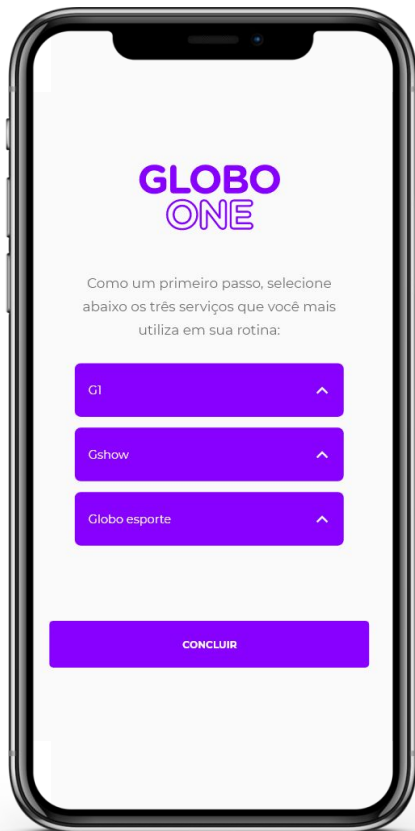 GLOBO
ONE
Como um primeiro passo, selecione
abaixo os três serviços que você mais
utiliza em sua rotina:
G1
Gshow
Globo esporte
CONCLUIR